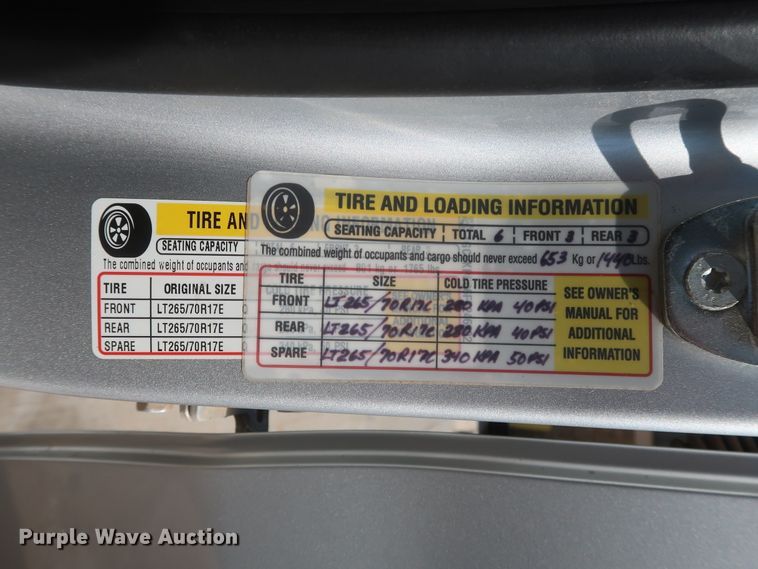 TIRE AND
SEATING CAPACITY
The combined weight of occupants and
TIRE ORIGINAL SIZE
FRONT LT265/70R17E
REAR LT265/70R17E
SPARE LT265/70R17E
TIRE AND LOADING INFORMATION
SEATING CAPACITY TOTAL 6 FRONT 3 REAR 3
The combined weight of occupants and cargo should never exceed 653 Kg or 1440 Lbs.
TIRE SIZE COLD TIRE PRESSURE
FRONT LT265/70R17C 280 KPA 40 PSI
REAR LT265/70R17C 280 KPA 40 PSI
SPARE LT265/70R17C 340 KPA 50 PSI
SEE OWNER'S
MANUAL FOR
ADDITIONAL
INFORMATION
Purple Wave Auction